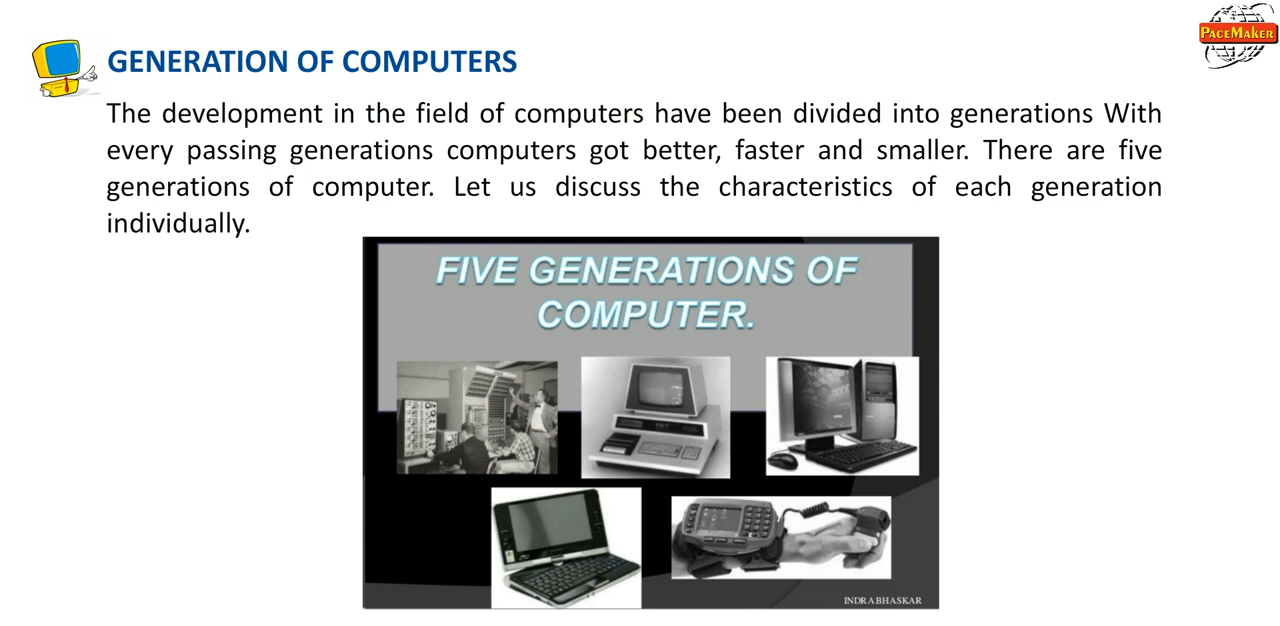 PACEMAKER
GENERATION OF COMPUTERS
The development in the field of computers have been divided into generations With
every passing generations computers got better, faster and smaller. There are five
generations of computer. Let us discuss the characteristics of each generation
individually.
FIVE GENERATIONS OF
COMPUTER.
PET
INDRA BHASKAR